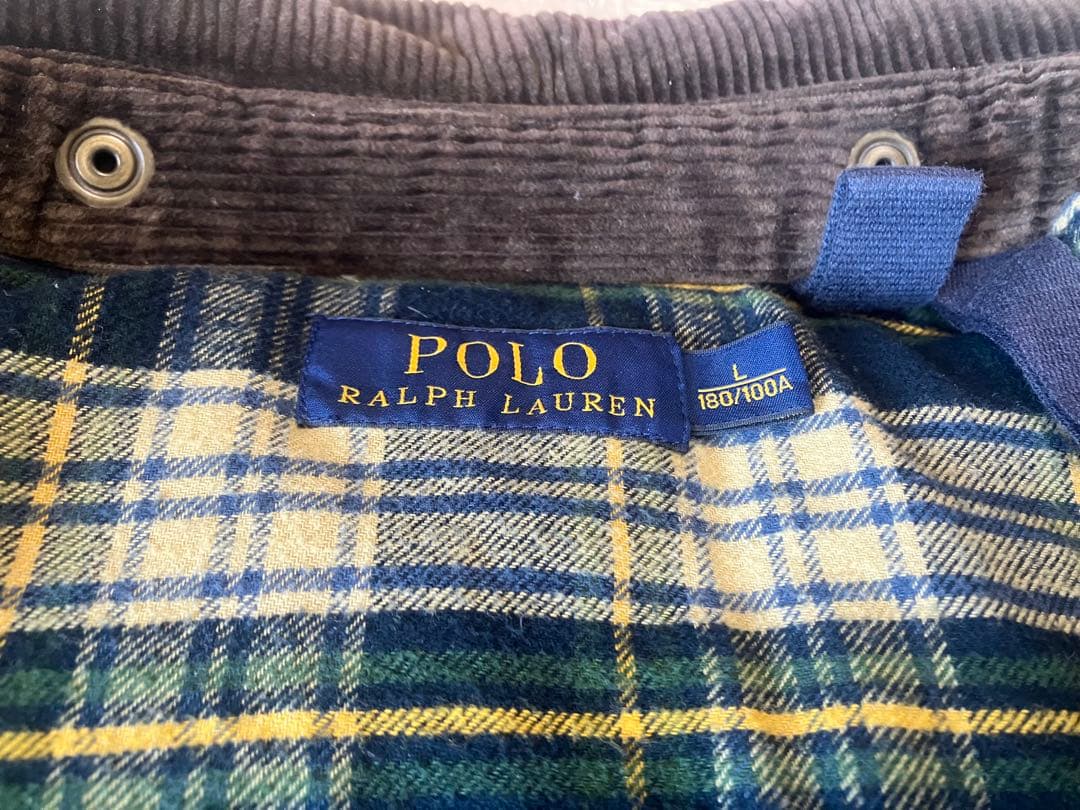 POLO
RALPH LAUREN
L
180/100A